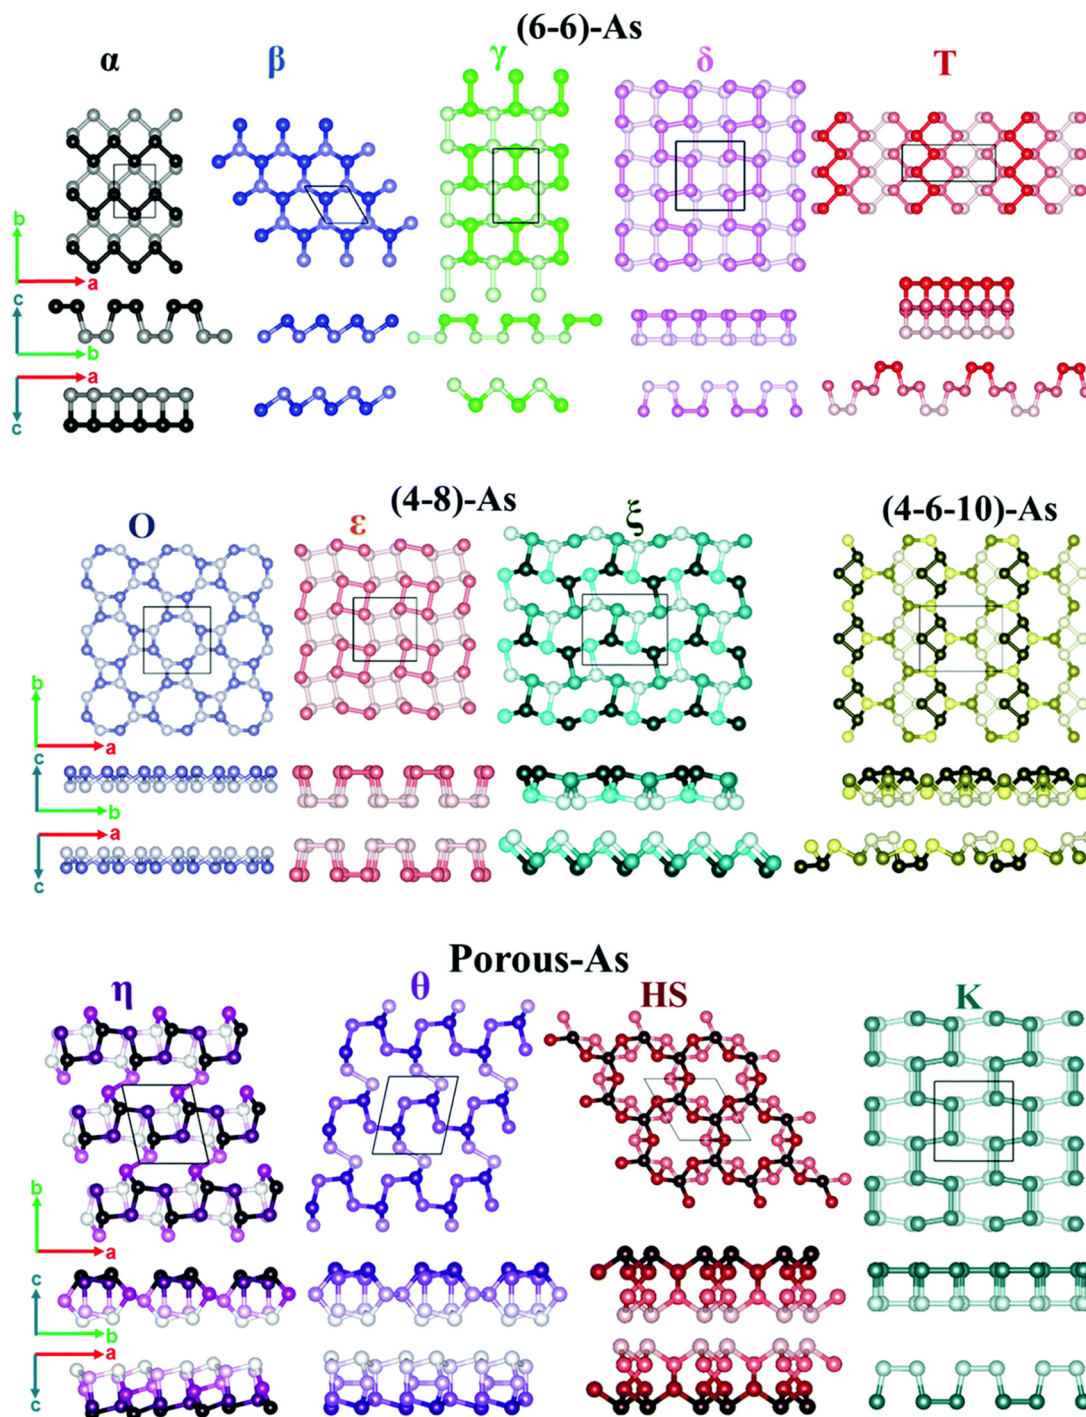 (6-6)-As
α β γ δ T
b
a
c
b
a
c
(4-8)-As (4-6-10)-As
O ε ξ
b
a
c
b
a
c
Porous-As
η θ HS K
b
a
c
b
a
c